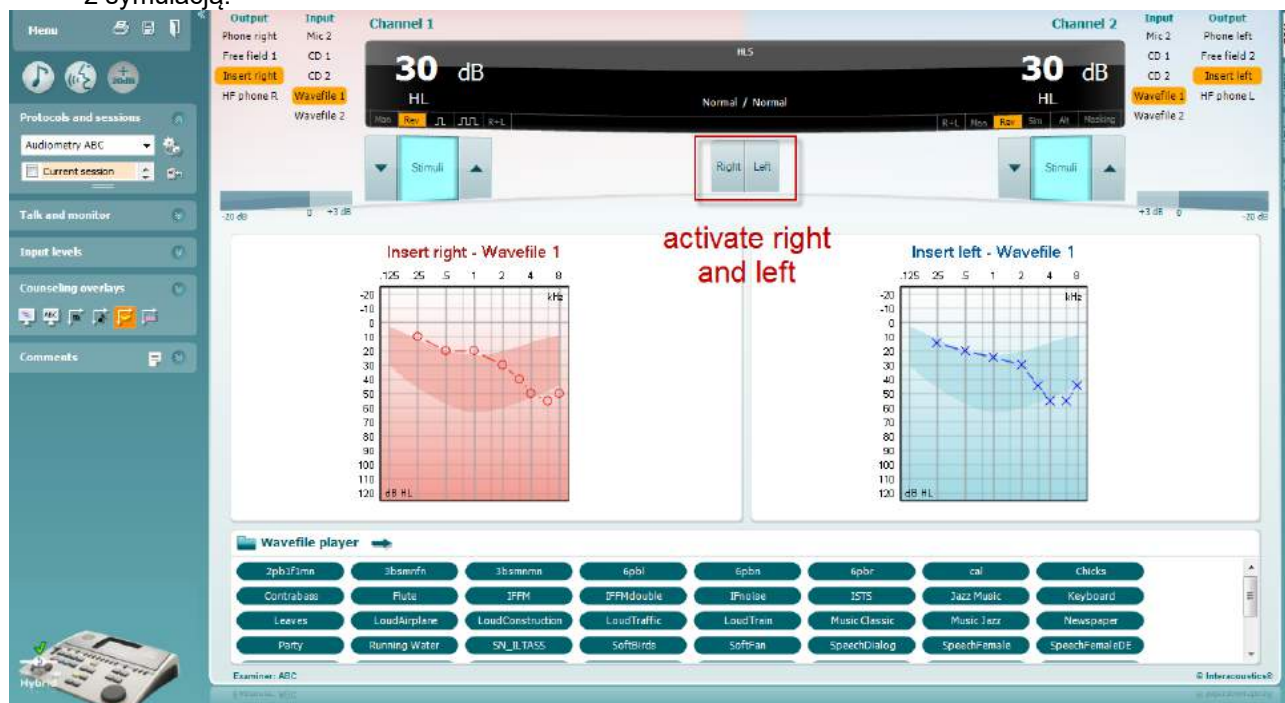 z symulacją.
Menu
Output
Input
Channel 1
Channel 2
Input
Output
Phone right
Mic 2
Mic 2
Phone left
Free field 1
CD 1
HLS
CD 1
Free field 2
Insert right
CD 2
30 dB
30 dB
CD 2
Insert left
HF phone R
Wavefile 1
HL
Normal / Normal
HL
Wavefile 1
HF phone L
Wavefile 2
Man Rev R+L
R+L Man Rev Sim Alt Masking
Wavefile 2
Protocols and sessions
Audiometry ABC
Current session
Stimuli
Right Left
Stimuli
Talk and monitor
-20 dB 0 +3 dB
+3 dB 0 -20 dB
Input levels
Counseling overlays
Comments
activate right
and left
Insert right - Wavefile 1
.125 .25 .5 1 2 4 8
kHz
-20
-10
0
10
20
30
40
50
60
70
80
90
100
110
120
dB HL
Insert left - Wavefile 1
.125 .25 .5 1 2 4 8
kHz
-20
-10
0
10
20
30
40
50
60
70
80
90
100
110
120
dB HL
Wavefile player
2pb1f1mn 3bsmnfn 3bsmnmn 6pbl 6pbn 6pbr cal Chicks
Contrabass Flute IFFM IFFMdouble IFnoise ISTS Jazz Music Keyboard
Leaves LoudAirplane LoudConstruction LoudTraffic LoudTrain Music Classic Music Jazz Newspaper
Party Running Water SN_ILTASS SoftBirds SoftFan SpeechDialog SpeechFemale SpeechFemaleDE
Hybrid
Examiner: ABC
© Interacoustics®